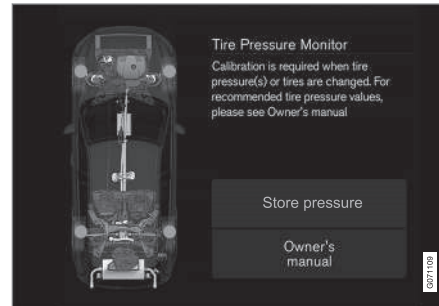 Tire Pressure Monitor
Calibration is required when tire
pressure(s) or tires are changed. For
recommended tire pressure values,
please see Owner's manual
Store pressure
Owner's
manual
G071109